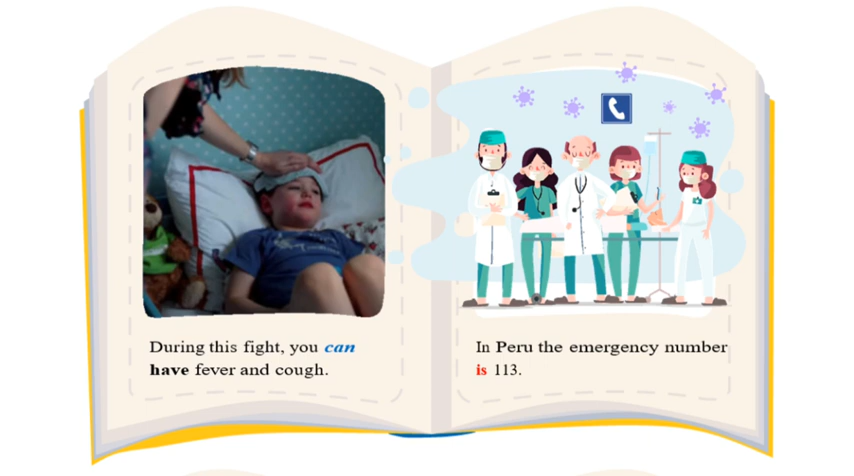 During this fight, you can
have fever and cough.
In Peru the emergency number
is 113.